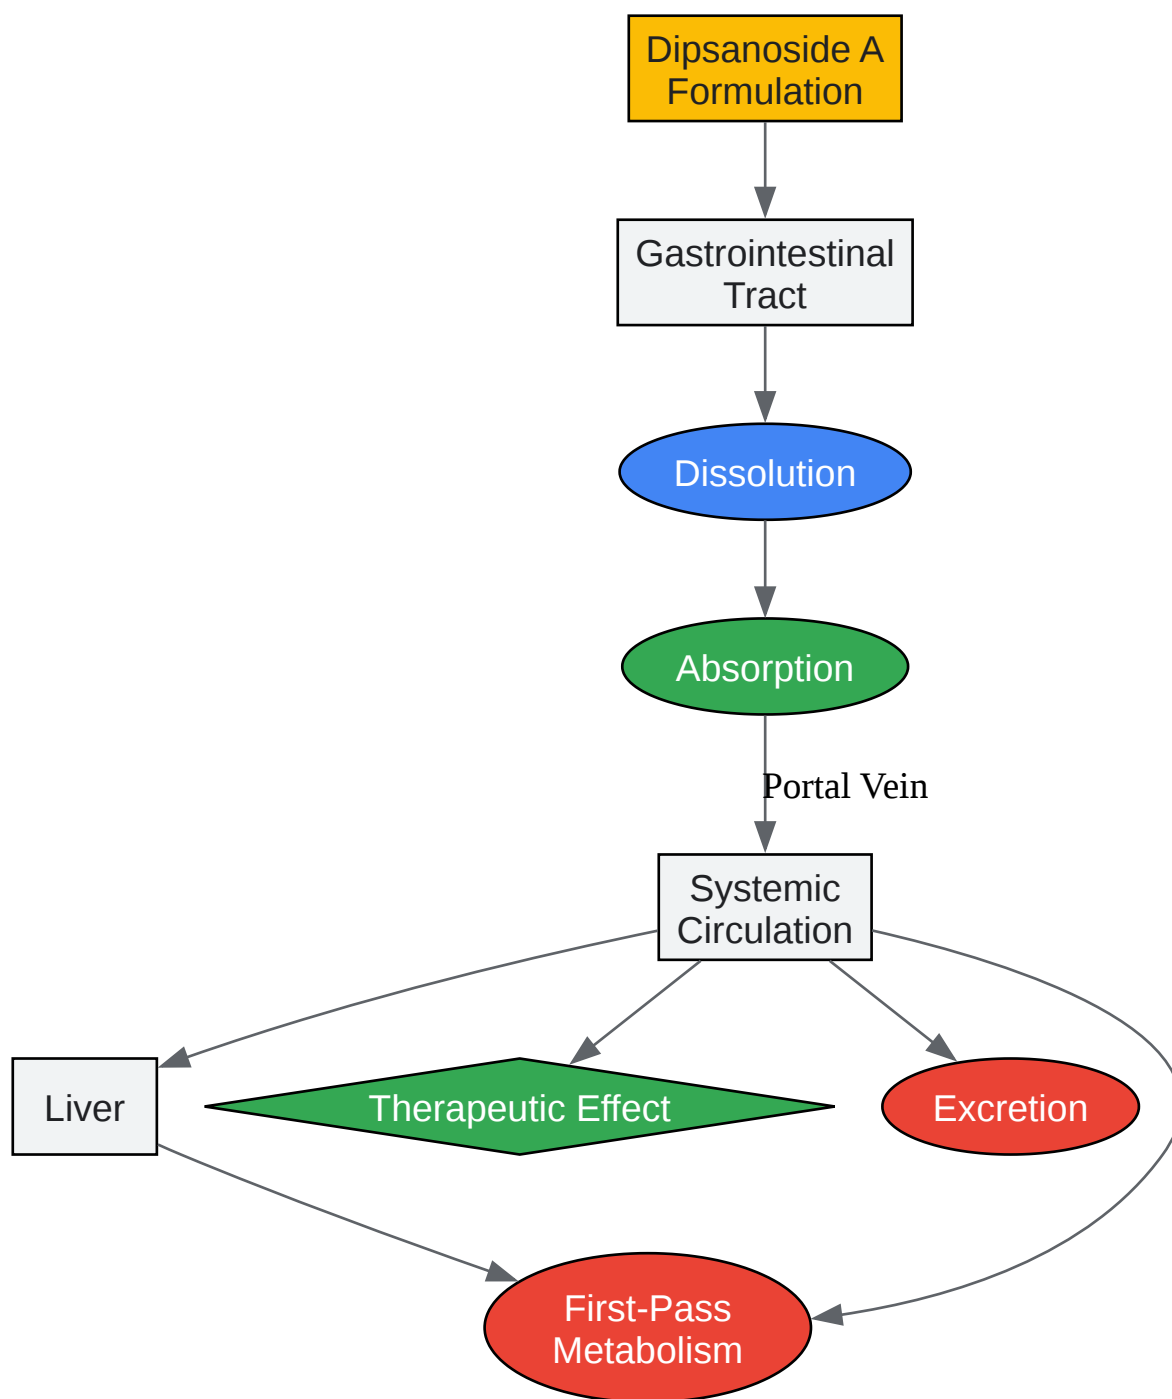 Dipsanoside A
Formulation
Gastrointestinal
Tract
Dissolution
Absorption
Portal Vein
Systemic
Circulation
Liver
Therapeutic Effect
Excretion
First-Pass
Metabolism